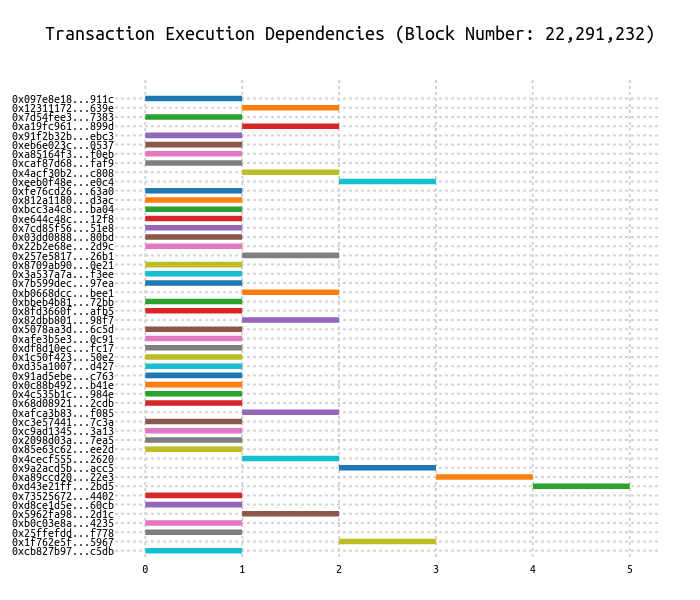 Transaction Execution Dependencies (Block Number: 22,291,232)
0x097e8e18...911c
0x12311172...639e
0x7d54fee3...7383
0xa19fc961...899d
0x91f2b32b...ebc3
0xeb6e023c...0537
0xa85164f3...f0eb
0xcaf87d68...faf9
0x4acf30b2...c808
0xeeb0f48e...e0c4
0xfe76cd26...63a0
0x812a1180...d3ac
0xbcc3a4c8...ba04
0xe644c48c...12f8
0x7cd85f56...51e8
0x03dd0888...80bd
0x22b2e68e...2d9c
0x257e5817...26b1
0x8709ab90...0e21
0x3a537a7a...f3ee
0x7b599dec...97ea
0xb0668dcc...bee1
0xbbeb4b81...72bb
0x8fd3660f...afb5
0x82dbb801...98f7
0x5078aa3d...6c5d
0xafe3b5e3...0c91
0xdf8d10ec...fc17
0x1c50f423...50e2
0xd35a1007...d427
0x91ad5ebe...c763
0x0c88b492...b41e
0x4c535b1c...984e
0x68d08921...2cdb
0xafca3b83...f085
0xc3e57441...7c3a
0xc9ad1345...3a13
0x2098d03a...7ea5
0x85e63c62...ee2d
0x4cecf555...2620
0x9a2acd5b...acc5
0xa89ccd20...22e3
0xd43e21ff...2bd5
0x73525672...4402
0xd8ce1d5e...60cb
0x5962fa98...2d1c
0xb0c03e8a...4235
0x25ffefdd...f778
0x1f762e5f...5967
0xcb827b97...c5db
0 1 2 3 4 5